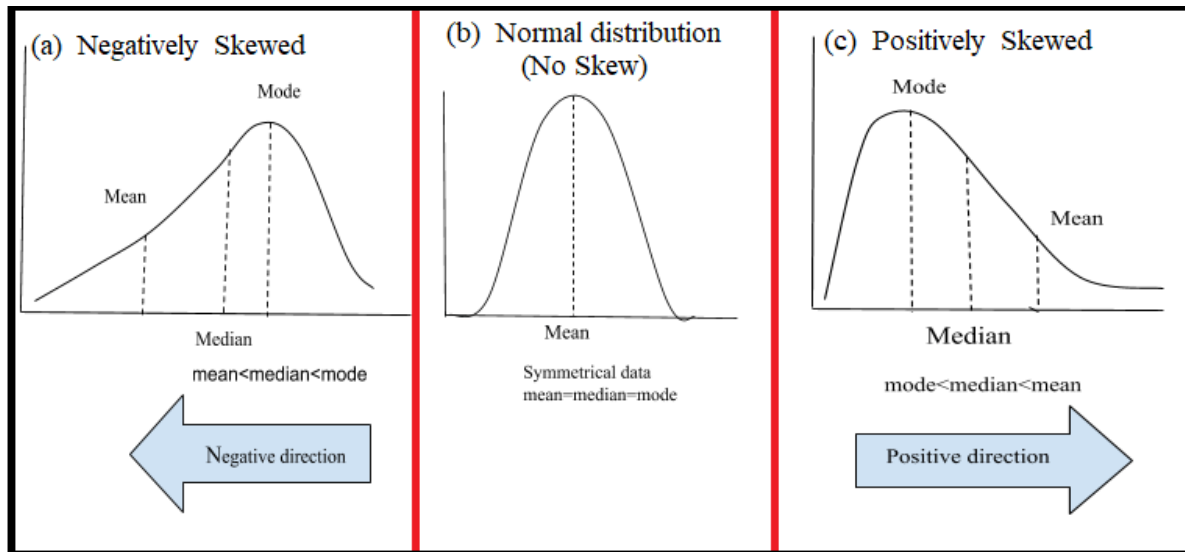 (a) Negatively Skewed
Mode
Mean
Median
mean<median<mode
Negative direction
(b) Normal distribution
(No Skew)
Mean
Symmetrical data
mean=median=mode
(c) Positively Skewed
Mode
Mean
Median
mode<median<mean
Positive direction